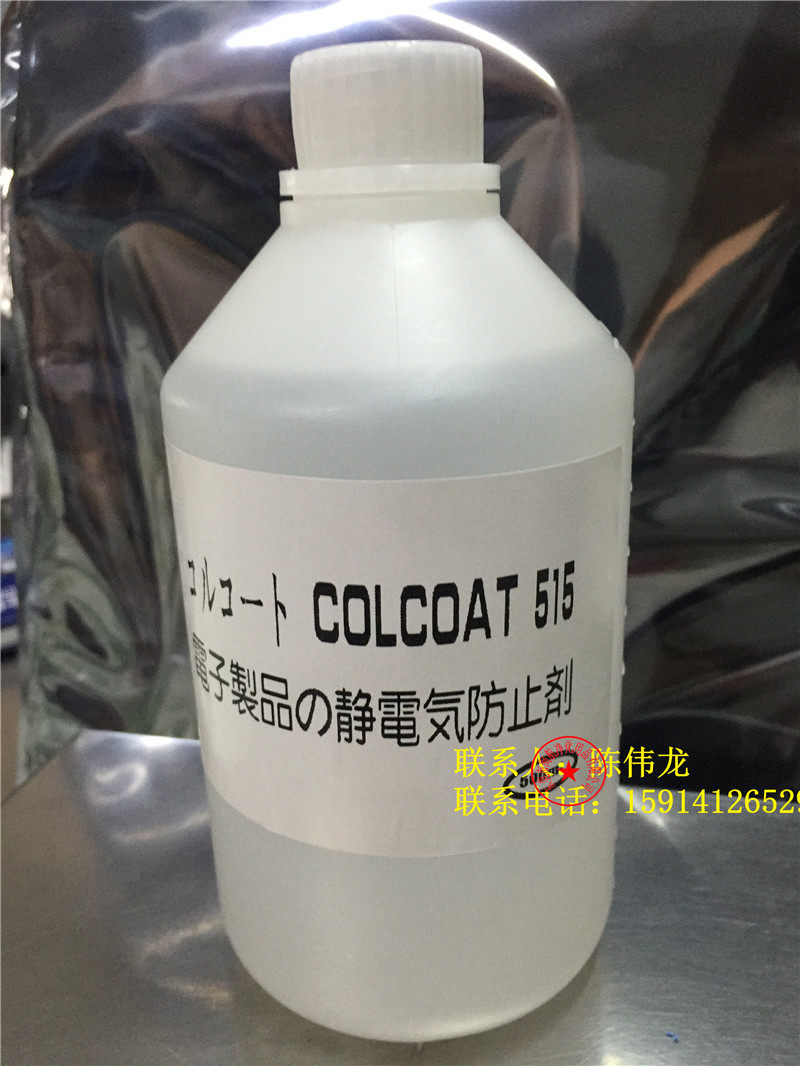 コルコート COLCOAT 515
電子製品の静電気防止剤
联系 陈伟龙
联系电话：15914126529